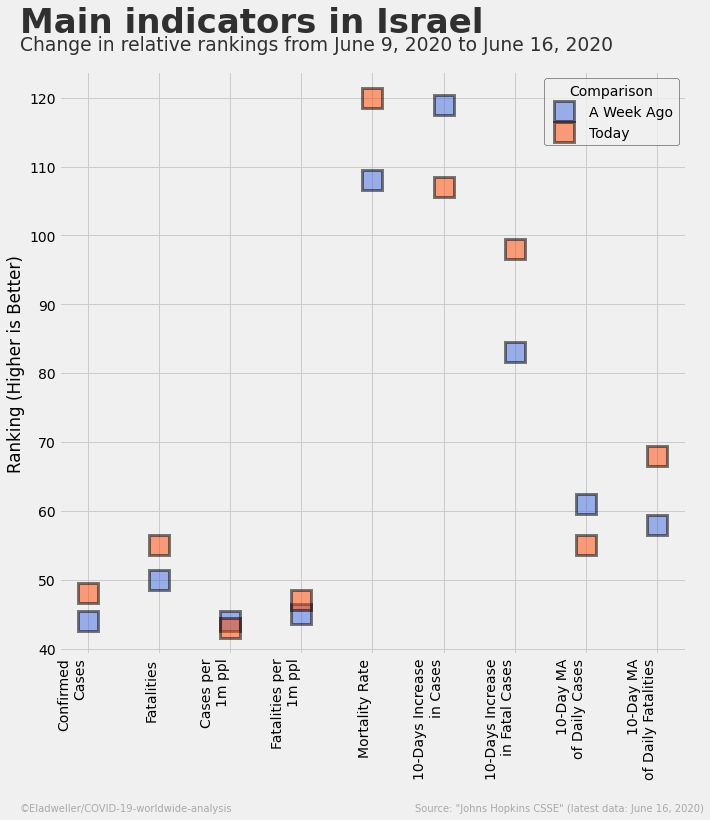 Main indicators in Israel
Change in relative rankings from June 9, 2020 to June 16, 2020
Comparison
A Week Ago
Today
Ranking (Higher is Better)
120
110
100
90
80
70
60
50
40
Confirmed
Cases
Fatalities
Cases per
1m ppl
Fatalities per
1m ppl
Mortality Rate
10-Days Increase
in Cases
10-Days Increase
in Fatal Cases
10-Day MA
of Daily Cases
10-Day MA
of Daily Fatalities
©Eladweller/COVID-19-worldwide-analysis
Source: "Johns Hopkins CSSE" (latest data: June 16, 2020)